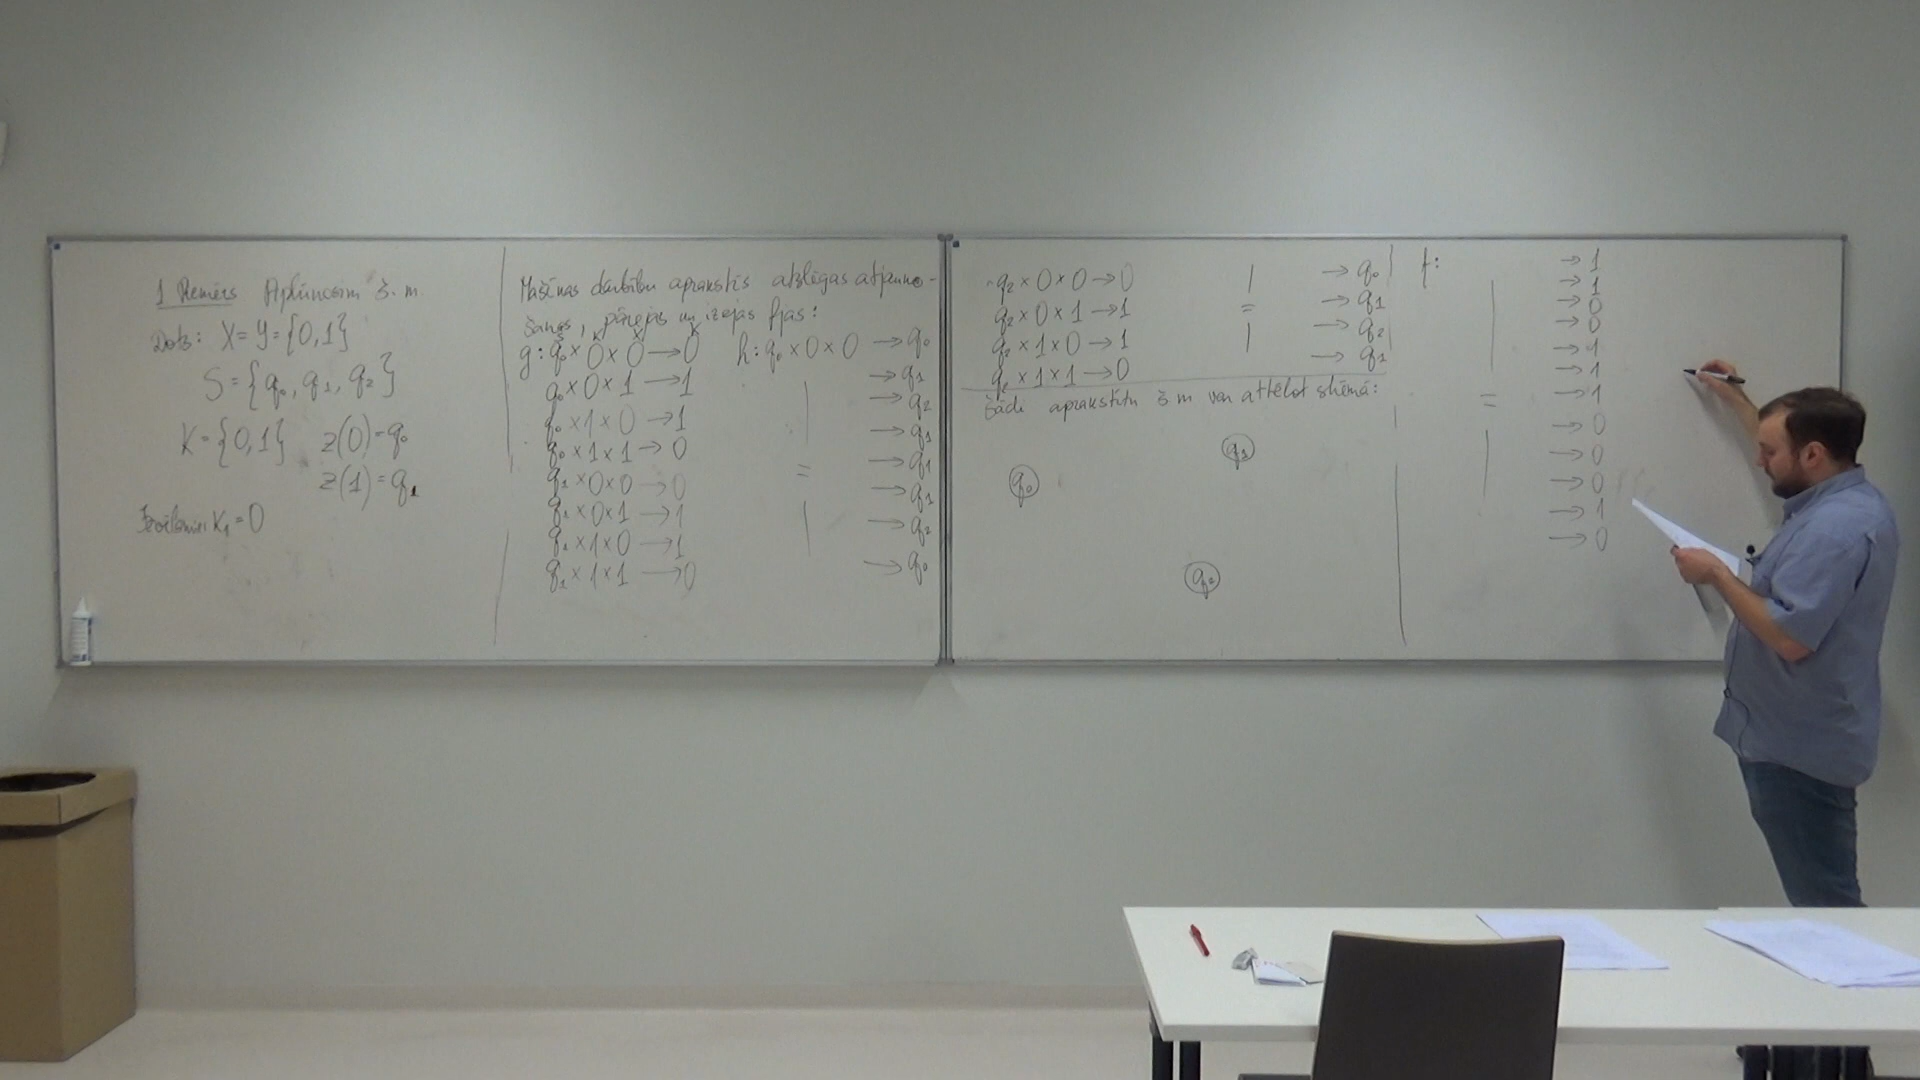 1 Piemērs Aplūkosim š.m.
Dots: X=Y={0,1}
S={q₀, q₁, q₂}
K={0,1} z(0)=q₀
z(1)=q₁
Izvēlamies K₁=0
Mašīnas darbību aprakstīs atslēgas atjauno-
šanas, pārejas un izejas fjas:
š K X K
g: q₀×0×0→0 h: q₀×0×0 →q₀
q₀×0×1→1 | →q₁
q₀×1×0→1 | →q₂
q₀×1×1→0 →q₁
q₁×0×0→0 = →q₁
q₁×0×1→1 →q₁
q₁×1×0→1 | →q₂
q₁×1×1→0 →q₀
q₂×0×0→0 | →q₀
q₂×0×1→1 = →q₁
q₂×1×0→1 | →q₂
q₂×1×1→0 →q₁
Šādi aprakstītu š m var attēlot shēmā:
q₀
q₁
q₂
f: →1
→1
→0
→0
→1
→1
= →1
→0
→0
→0
→1
→0